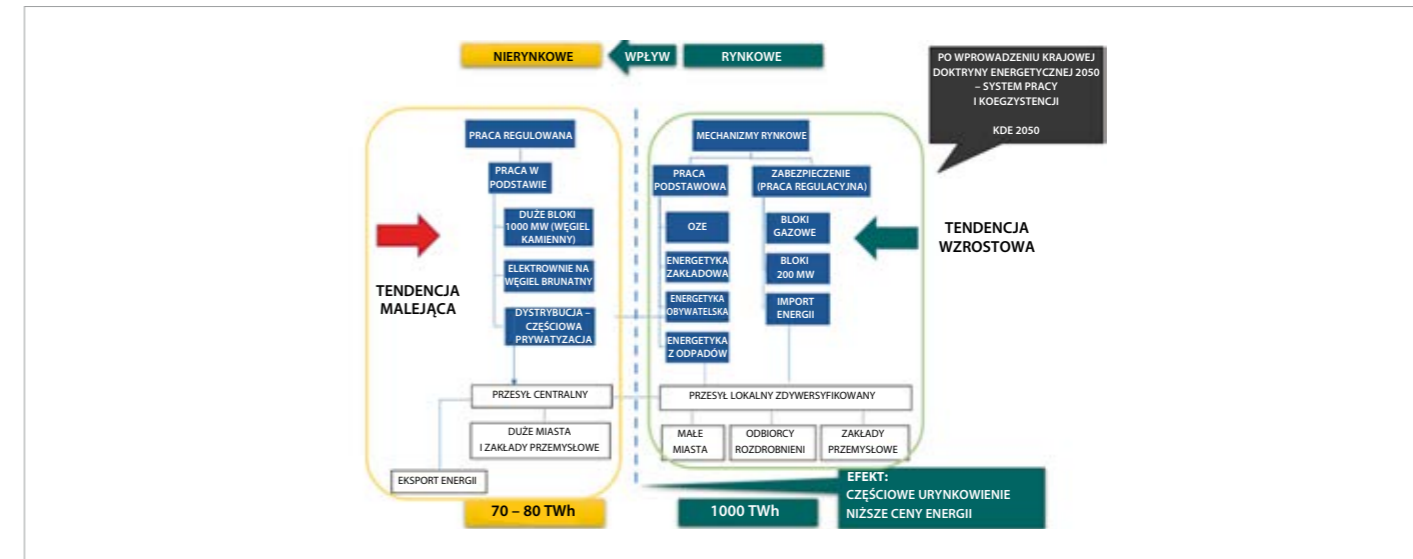 NIERYNKOWE
WPŁYW
RYNKOWE
PO WPROWADZENIU KRAJOWEJ
DOKTRYNY ENERGETYCZNEJ 2050
– SYSTEM PRACY
I KOEGZYSTENCJI
KDE 2050
PRACA REGULOWANA
PRACA W
PODSTAWIE
DUŻE BLOKI
1000 MW (WĘGIEL
KAMIENNY)
ELEKTROWNIE NA
WĘGIEL BRUNATNY
DYSTRYBUCJA –
CZĘŚCIOWA
PRYWATYZACJA
TENDENCJA
MALEJĄCA
PRZESYŁ CENTRALNY
DUŻE MIASTA
I ZAKŁADY PRZEMYSŁOWE
EKSPORT ENERGII
70 – 80 TWh
MECHANIZMY RYNKOWE
PRACA
PODSTAWOWA
ZABEZPIECZENIE
(PRACA REGULACYJNA)
OZE
ENERGETYKA
ZAKŁADOWA
ENERGETYKA
OBYWATELSKA
ENERGETYKA
Z ODPADÓW
BLOKI
GAZOWE
BLOKI
200 MW
IMPORT
ENERGII
TENDENCJA
WZROSTOWA
PRZESYŁ LOKALNY ZDYWERSYFIKOWANY
MAŁE
MIASTA
ODBIORCY
ROZDROBNIENI
ZAKŁADY
PRZEMYSŁOWE
1000 TWh
EFEKT:
CZĘŚCIOWE URYNKOWIENIE
NIŻSZE CENY ENERGII